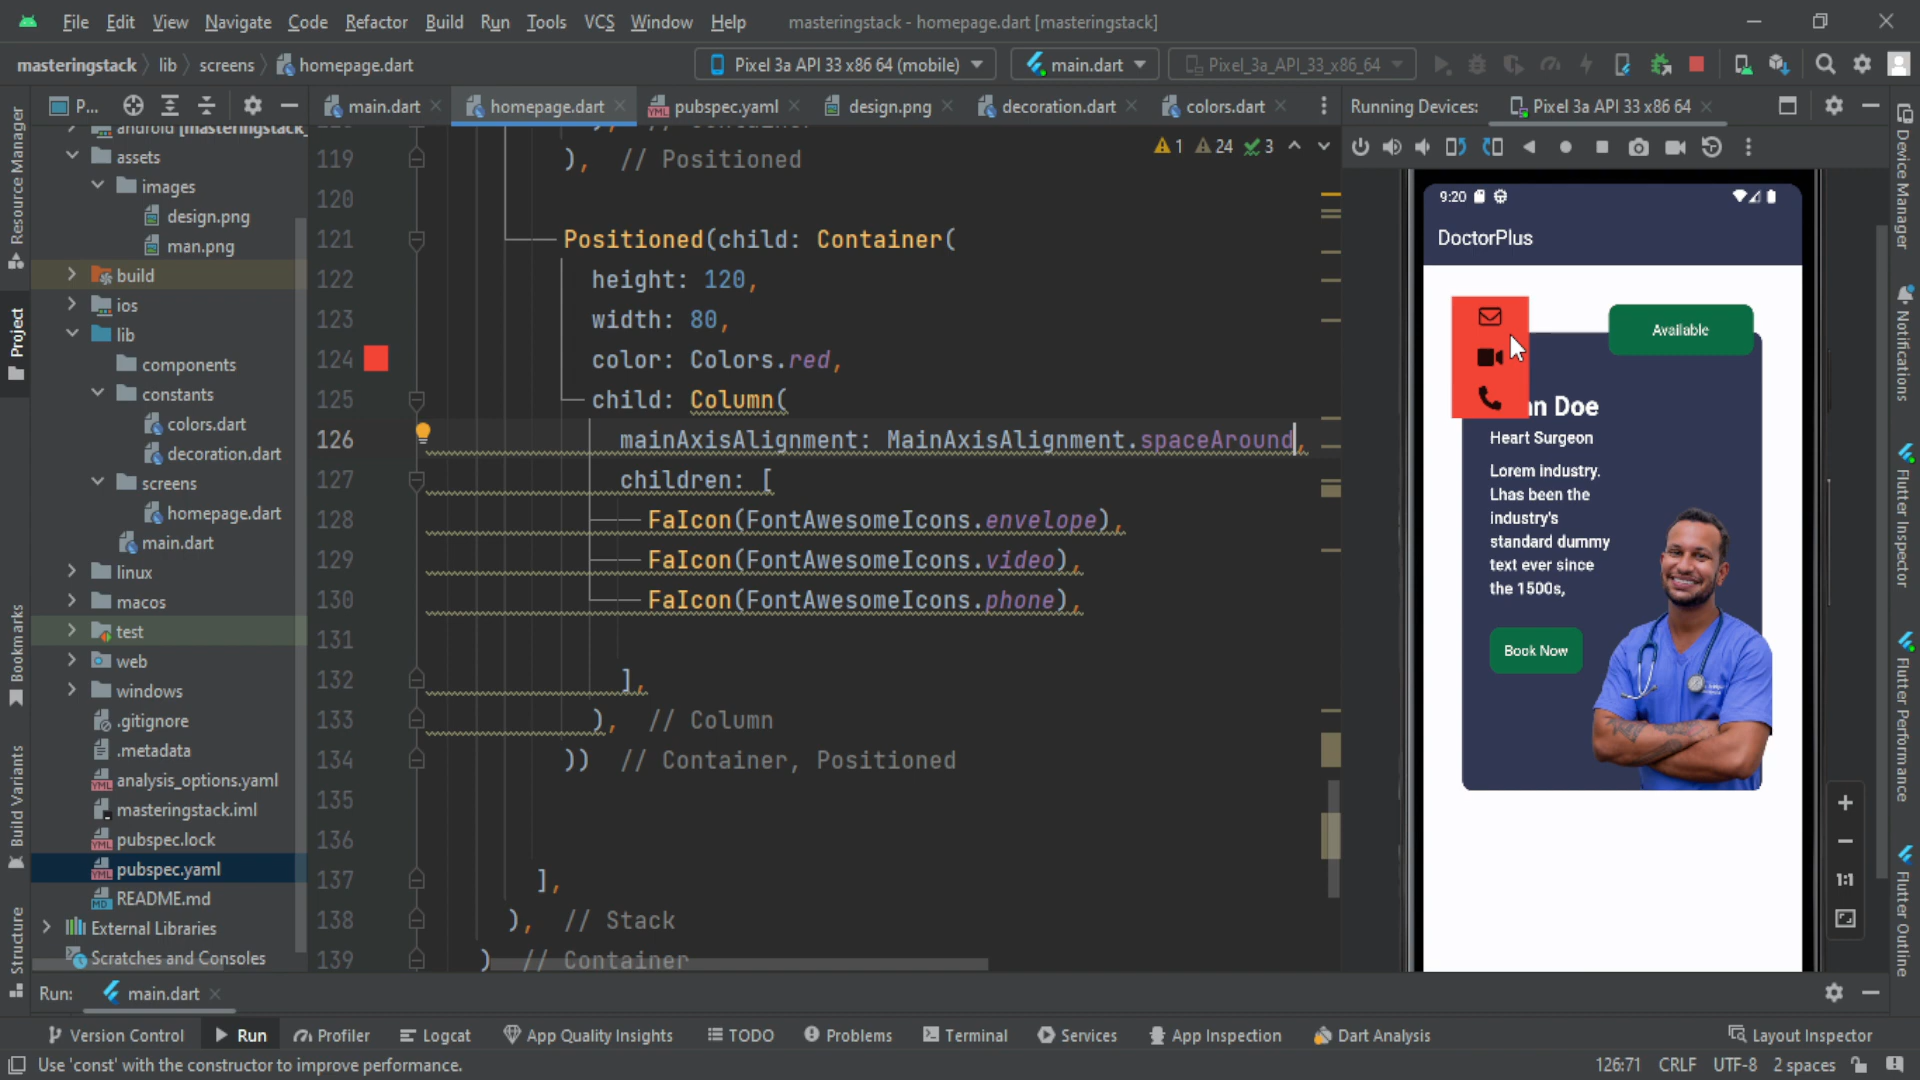 File Edit View Navigate Code Refactor Build Run Tools VCS Window Help masteringstack - homepage.dart [masteringstack]
masteringstack lib screens homepage.dart Pixel 3a API 33 x86 64 (mobile) main.dart Pixel_3a_API_33_x86_64
P... main.dart homepage.dart pubspec.yaml design.png decoration.dart colors.dart Running Devices: Pixel 3a API 33 x86 64
Resource Manager
Project
Bookmarks
Build Variants
Structure
android [masteringstack_
assets
images
design.png
man.png
build
ios
lib
components
constants
colors.dart
decoration.dart
screens
homepage.dart
main.dart
linux
macos
test
web
windows
.gitignore
.metadata
analysis_options.yaml
masteringstack.iml
pubspec.lock
pubspec.yaml
README.md
External Libraries
Scratches and Consoles
1 24 3
119 ), // Positioned
120
121 Positioned(child: Container(
122 height: 120,
123 width: 80,
124 color: Colors.red,
125 child: Column(
126 mainAxisAlignment: MainAxisAlignment.spaceAround,
127 children: [
128 FaIcon(FontAwesomeIcons.envelope),
129 FaIcon(FontAwesomeIcons.video),
130 FaIcon(FontAwesomeIcons.phone),
131
132 ],
133 ), // Column
134 )) // Container, Positioned
135
136
137 ],
138 ), // Stack
139 ) // Container
9:20
DoctorPlus
Available
n Doe
Heart Surgeon
Lorem industry.
Lhas been the
industry's
standard dummy
text ever since
the 1500s,
Book Now
1:1
Device Manager
Notifications
Flutter Inspector
Flutter Performance
Flutter Outline
Run: main.dart
Version Control Run Profiler Logcat App Quality Insights TODO Problems Terminal Services App Inspection Dart Analysis Layout Inspector
Use 'const' with the constructor to improve performance. 126:71 CRLF UTF-8 2 spaces